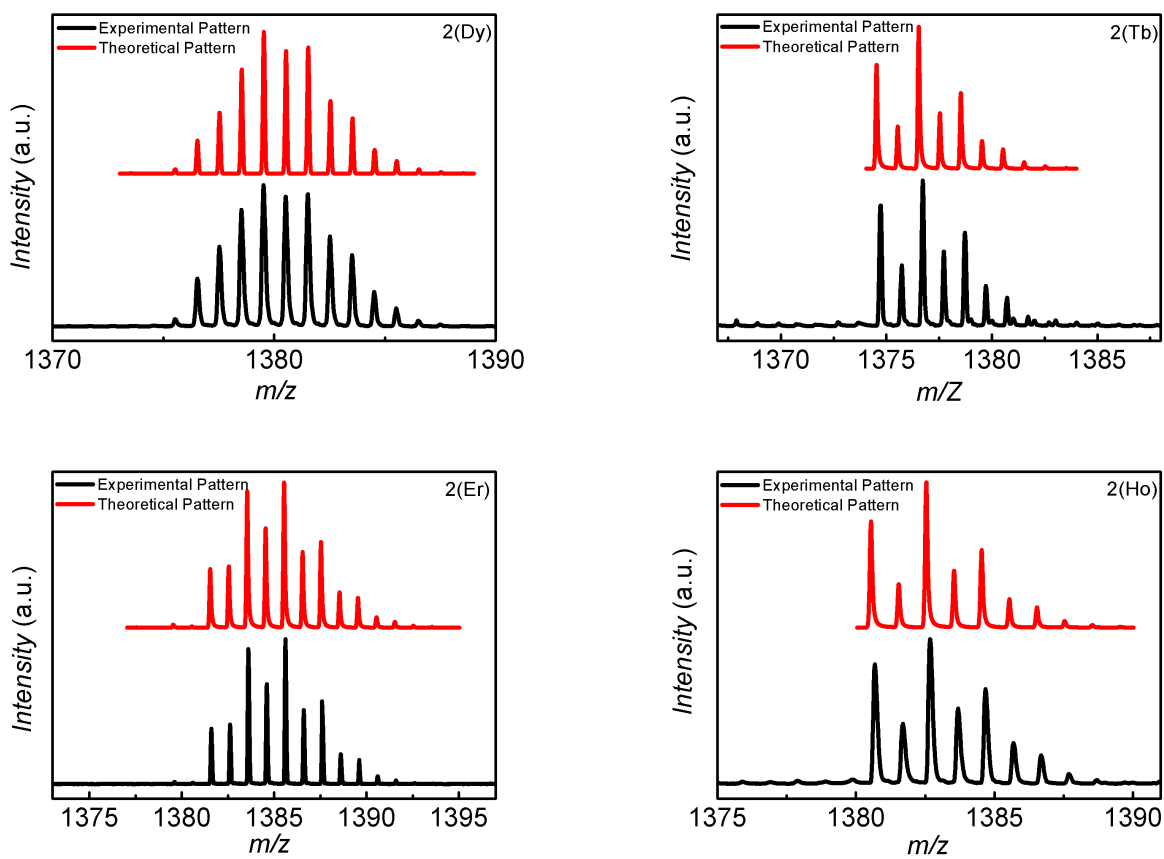 Experimental Pattern
Theoretical Pattern
2(Dy)
Intensity (a.u.)
Intensity (a.u.)
1370
1380
1390
m/z
Experimental Pattern
Theoretical Pattern
2(Tb)
Intensity (a.u.)
Intensity (a.u.)
1370
1375
1380
1385
m/Z
Experimental Pattern
Theoretical Pattern
2(Er)
Intensity (a.u.)
1375
1380
1385
1390
1395
m/z
Experimental Pattern
Theoretical Pattern
2(Ho)
Intensity (a.u.)
1375
1380
1385
1390
m/z